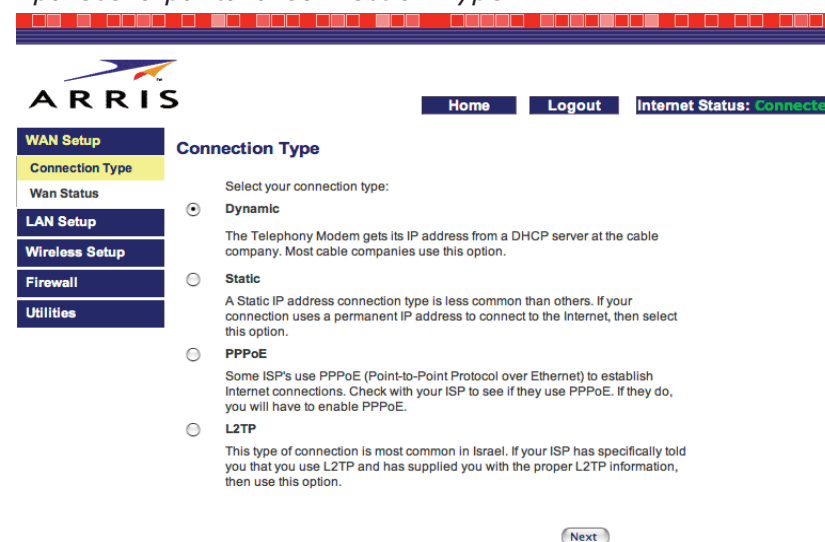 ARRIS
Home Logout Internet Status: Connecte
WAN Setup
Connection Type
Wan Status
LAN Setup
Wireless Setup
Firewall
Utilities
Connection Type
Select your connection type:
Dynamic
The Telephony Modem gets its IP address from a DHCP server at the cable
company. Most cable companies use this option.
Static
A Static IP address connection type is less common than others. If your
connection uses a permanent IP address to connect to the Internet, then select
this option.
PPPoE
Some ISP's use PPPoE (Point-to-Point Protocol over Ethernet) to establish
Internet connections. Check with your ISP to see if they use PPPoE. If they do,
you will have to enable PPPoE.
L2TP
This type of connection is most common in Israel. If your ISP has specifically told
you that you use L2TP and has supplied you with the proper L2TP information,
then use this option.
Next